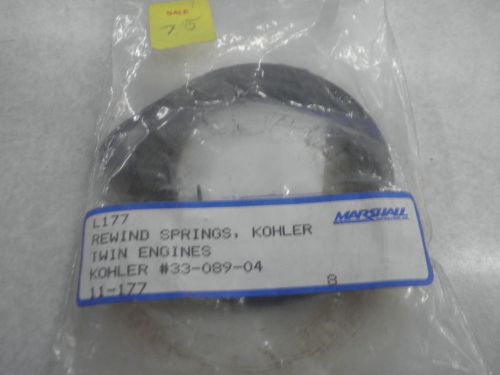 SALE
75
L177
REWIND SPRINGS, KOHLER
TWIN ENGINES
KOHLER #33-089-04
11-177
8
MARSHALL